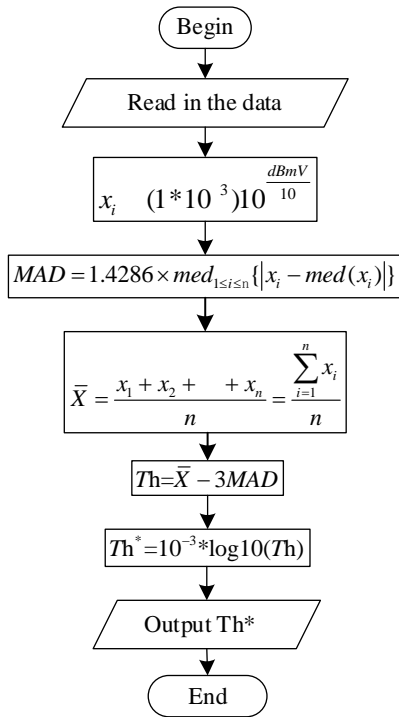 Begin
Read in the data
x_i (1*10 ³)10^{dBmV/10}
MAD = 1.4286 × med_{1≤i≤n}{|x_i − med(x_i)|}
X̄ = (x_1 + x_2 + + x_n)/n = (∑_{i=1}^{n} x_i)/n
Th=X̄ − 3MAD
Th^*=10^{−3}*log10(Th)
Output Th*
End